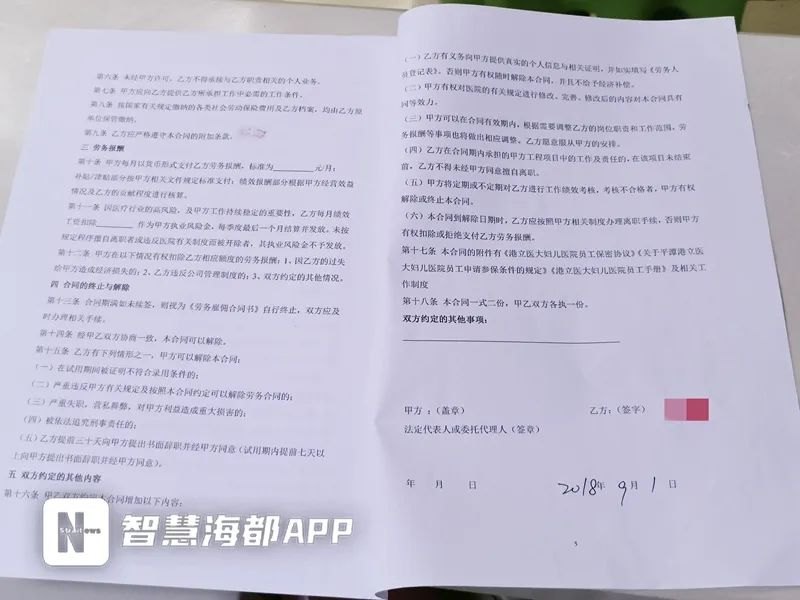 第六条 未经甲方许可,乙方不得承接与乙方职责相关的个人业务。
第七条 甲方应向乙方提供乙方所承担工作中必需的工作条件。
第八条 按国家有关规定缴纳的各类社会劳动保险费用及乙方档案,均由乙方原
单位保管缴纳。
第九条 乙方应严格遵守本合同的附加条款。
三 劳务报酬
第十条 甲方每月以货币形式支付乙方劳务报酬,标准为________元/月;
补贴/津贴部分按甲方相关文件规定标准支付;绩效报酬部分根据甲方经营效益
情况及乙方的贡献程度进行核算。
第十一条 因医疗行业的高风险,及甲方工作持续稳定的重要性,乙方每月绩效
工资扣除________ 作为甲方执业风险金,每季度最后一个月结算并发放。未按
规定程序擅自离职者或违反医院有关制度而被开除者,其执业风险金不予发放。
第十二条 甲方在以下情况有权扣除乙方相应额度的劳务报酬:1、因乙方的过失
给甲方造成经济损失的;2、乙方违反公司管理制度的;3、双方约定的其他情况。
四 合同的终止与解除
第十三条 合同期满如未续签,则视为《劳务雇佣合同书》自行终止,双方应及
时办理相关手续。
第十四条 经甲乙双方协商一致,本合同可以解除。
第十五条 乙方有下列情形之一,甲方可以解除本合同:
(一)在试用期间被证明不符合录用条件的;
(二)严重违反甲方有关规定及按照本合同约定可以解除劳务合同的;
(三)严重失职,营私舞弊,对甲方利益造成重大损害的;
(四)被依法追究刑事责任的;
(五)乙方提前三十天向甲方提出书面辞职并经甲方同意(试用期内提前七天以
上向甲方提出书面辞职并经甲方同意)。
五 双方约定的其他内容
第十六条 甲乙双方约定本合同增加以下内容:
(一)乙方有义务向甲方提供真实的个人信息与相关证明,并如实填写《劳务人
员登记表》。否则甲方有权随时解除本合同,并且不给予经济补偿。
(二)甲方有权对医院的有关规定进行修改、完善。修改后的内容对本合同具有
同等效力。
(三)甲方可以在合同有效期内,根据需要调整乙方的岗位职责和工作范围,劳
务报酬等事项也将做出相应调整。乙方愿意服从甲方的安排。
(四)乙方在合同期内承担的甲方工程项目中的工作及责任的,在该项目未结束
前,乙方不得未经甲方同意擅自离职。
(五)甲方将定期或不定期对乙方进行工作绩效考核,考核不合格者,甲方有权
解除或终止本合同。
(六)本合同到解除日期时,乙方应按照甲方相关制度办理离职手续,否则甲方
有权扣除或拒绝支付乙方劳务报酬。
第十七条 本合同的附件有《港立医大妇儿医院员工保密协议》《关于平潭港立医
大妇儿医院员工申请参保条件的规定》《港立医大妇儿医院员工手册》及相关工
作制度
第十八条 本合同一式二份,甲乙双方各执一份。
双方约定的其他事项:
甲方 :(盖章)
乙方:(签字)
法定代表人或委托代理人(签章)
年 月 日
2018年 9月 1日
5
N
Strait News
智慧海都APP